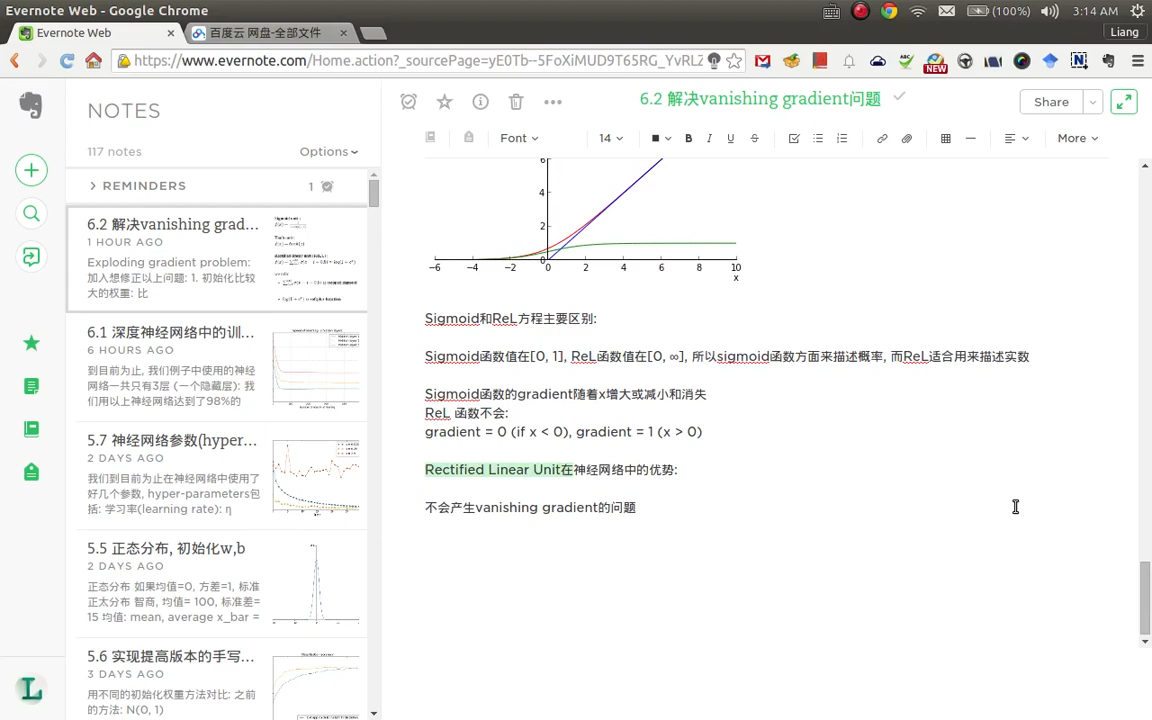 Evernote Web - Google Chrome
(100%)
3:14 AM
Evernote Web
百度云 网盘-全部文件
Liang
https://www.evernote.com/Home.action?_sourcePage=yE0Tb--5FoXiMUD9T65RG_YvRLZ
NEW
NOTES
117 notes
Options
REMINDERS
1
6.2 解决vanishing grad...
1 HOUR AGO
Exploding gradient problem:
加入想修正以上问题: 1. 初始化比较
大的权重: 比
6.1 深度神经网络中的训...
6 HOURS AGO
到目前为止, 我们例子中使用的神经
网络一共只有3层 (一个隐藏层): 我
们用以上神经网络达到了98%的
5.7 神经网络参数(hyper...
2 DAYS AGO
我们到目前为止在神经网络中使用了
好几个参数, hyper-parameters包
括: 学习率(learning rate): η
5.5 正态分布, 初始化w,b
2 DAYS AGO
正态分布 如果均值=0, 方差=1, 标准
正太分布 智商, 均值= 100, 标准差=
15 均值: mean, average x_bar =
5.6 实现提高版本的手写...
3 DAYS AGO
用不同的初始化权重方法对比: 之前
的方法: N(0, 1)
6.2 解决vanishing gradient问题
Share
Font
14
B
I
U
More
6
4
2
0
−6
−4
−2
0
2
4
6
8
10
x
Sigmoid和ReL方程主要区别:
Sigmoid函数值在[0, 1], ReL函数值在[0, ∞], 所以sigmoid函数方面来描述概率, 而ReL适合用来描述实数
Sigmoid函数的gradient随着x增大或减小和消失
ReL 函数不会:
gradient = 0 (if x < 0), gradient = 1 (x > 0)
Rectified Linear Unit在神经网络中的优势:
不会产生vanishing gradient的问题